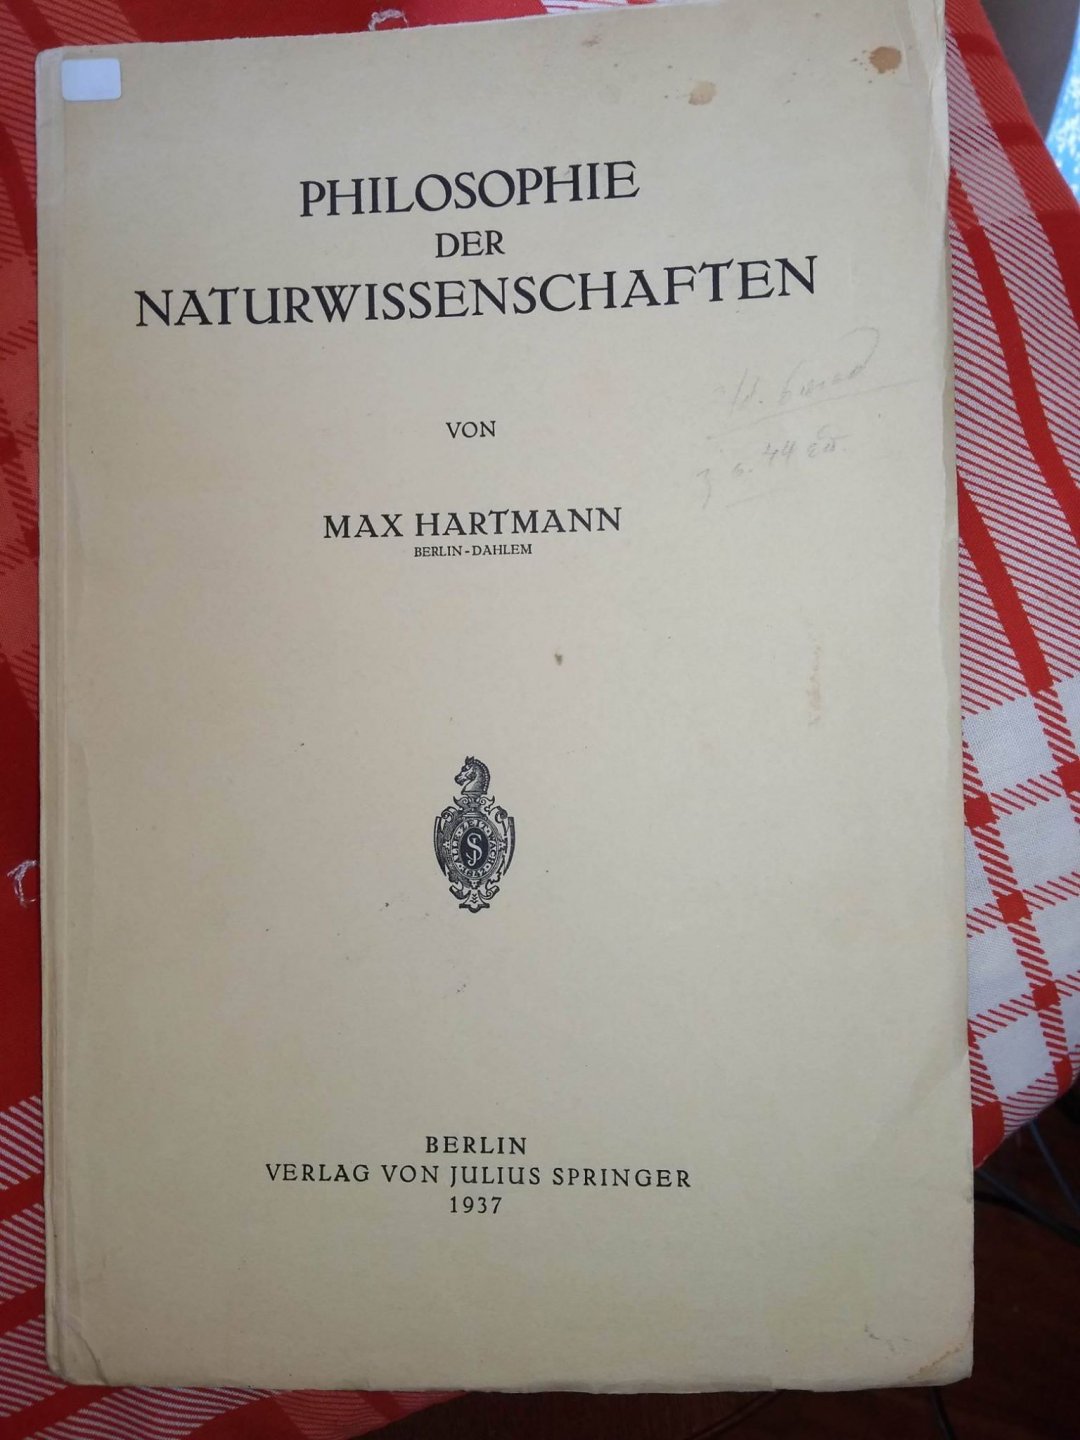 PHILOSOPHIE
DER
NATURWISSENSCHAFTEN
VON
MAX HARTMANN
BERLIN-DAHLEM
BERLIN
VERLAG VON JULIUS SPRINGER
1937